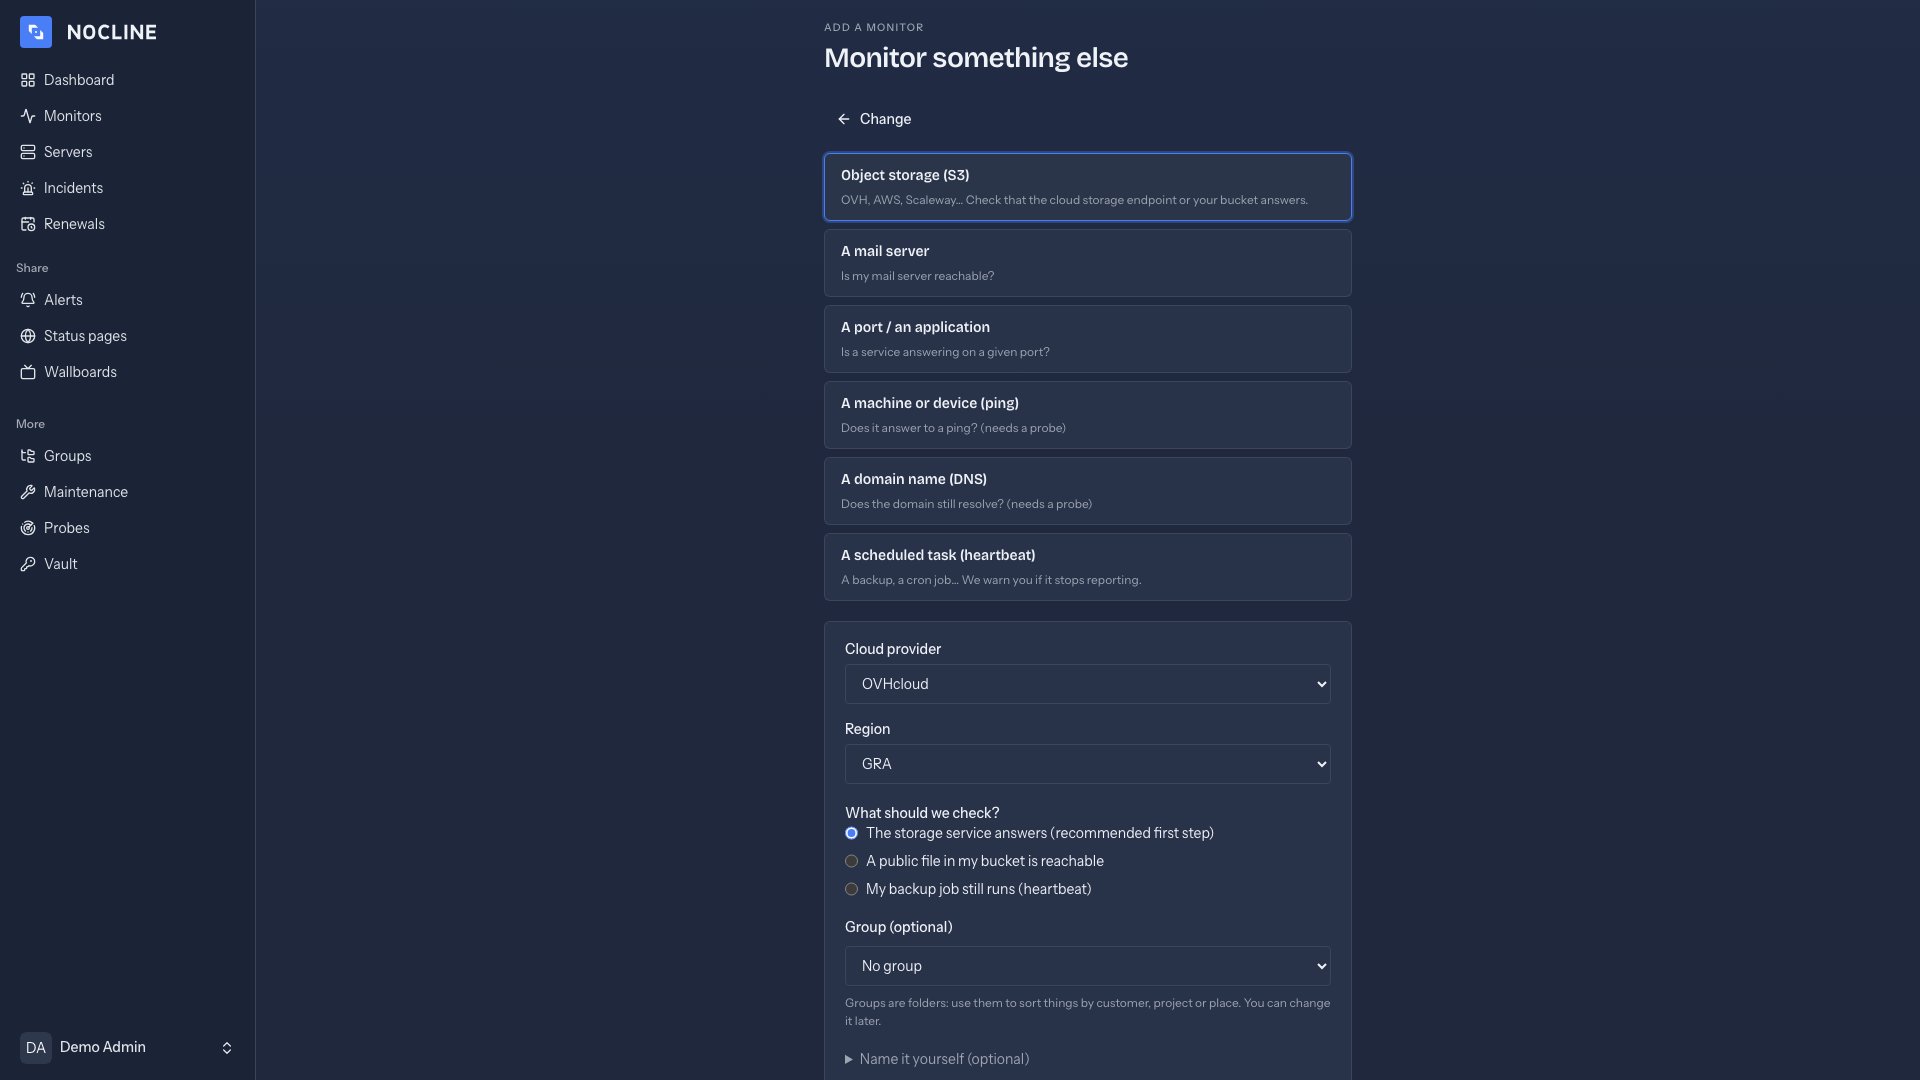 NOCLINE
Dashboard
Monitors
Servers
Incidents
Renewals
Share
Alerts
Status pages
Wallboards
More
Groups
Maintenance
Probes
Vault
DA
Demo Admin
ADD A MONITOR
Monitor something else
Change
Object storage (S3)
OVH, AWS, Scaleway… Check that the cloud storage endpoint or your bucket answers.
A mail server
Is my mail server reachable?
A port / an application
Is a service answering on a given port?
A machine or device (ping)
Does it answer to a ping? (needs a probe)
A domain name (DNS)
Does the domain still resolve? (needs a probe)
A scheduled task (heartbeat)
A backup, a cron job… We warn you if it stops reporting.
Cloud provider
OVHcloud
Region
GRA
What should we check?
The storage service answers (recommended first step)
A public file in my bucket is reachable
My backup job still runs (heartbeat)
Group (optional)
No group
Groups are folders: use them to sort things by customer, project or place. You can change
it later.
Name it yourself (optional)